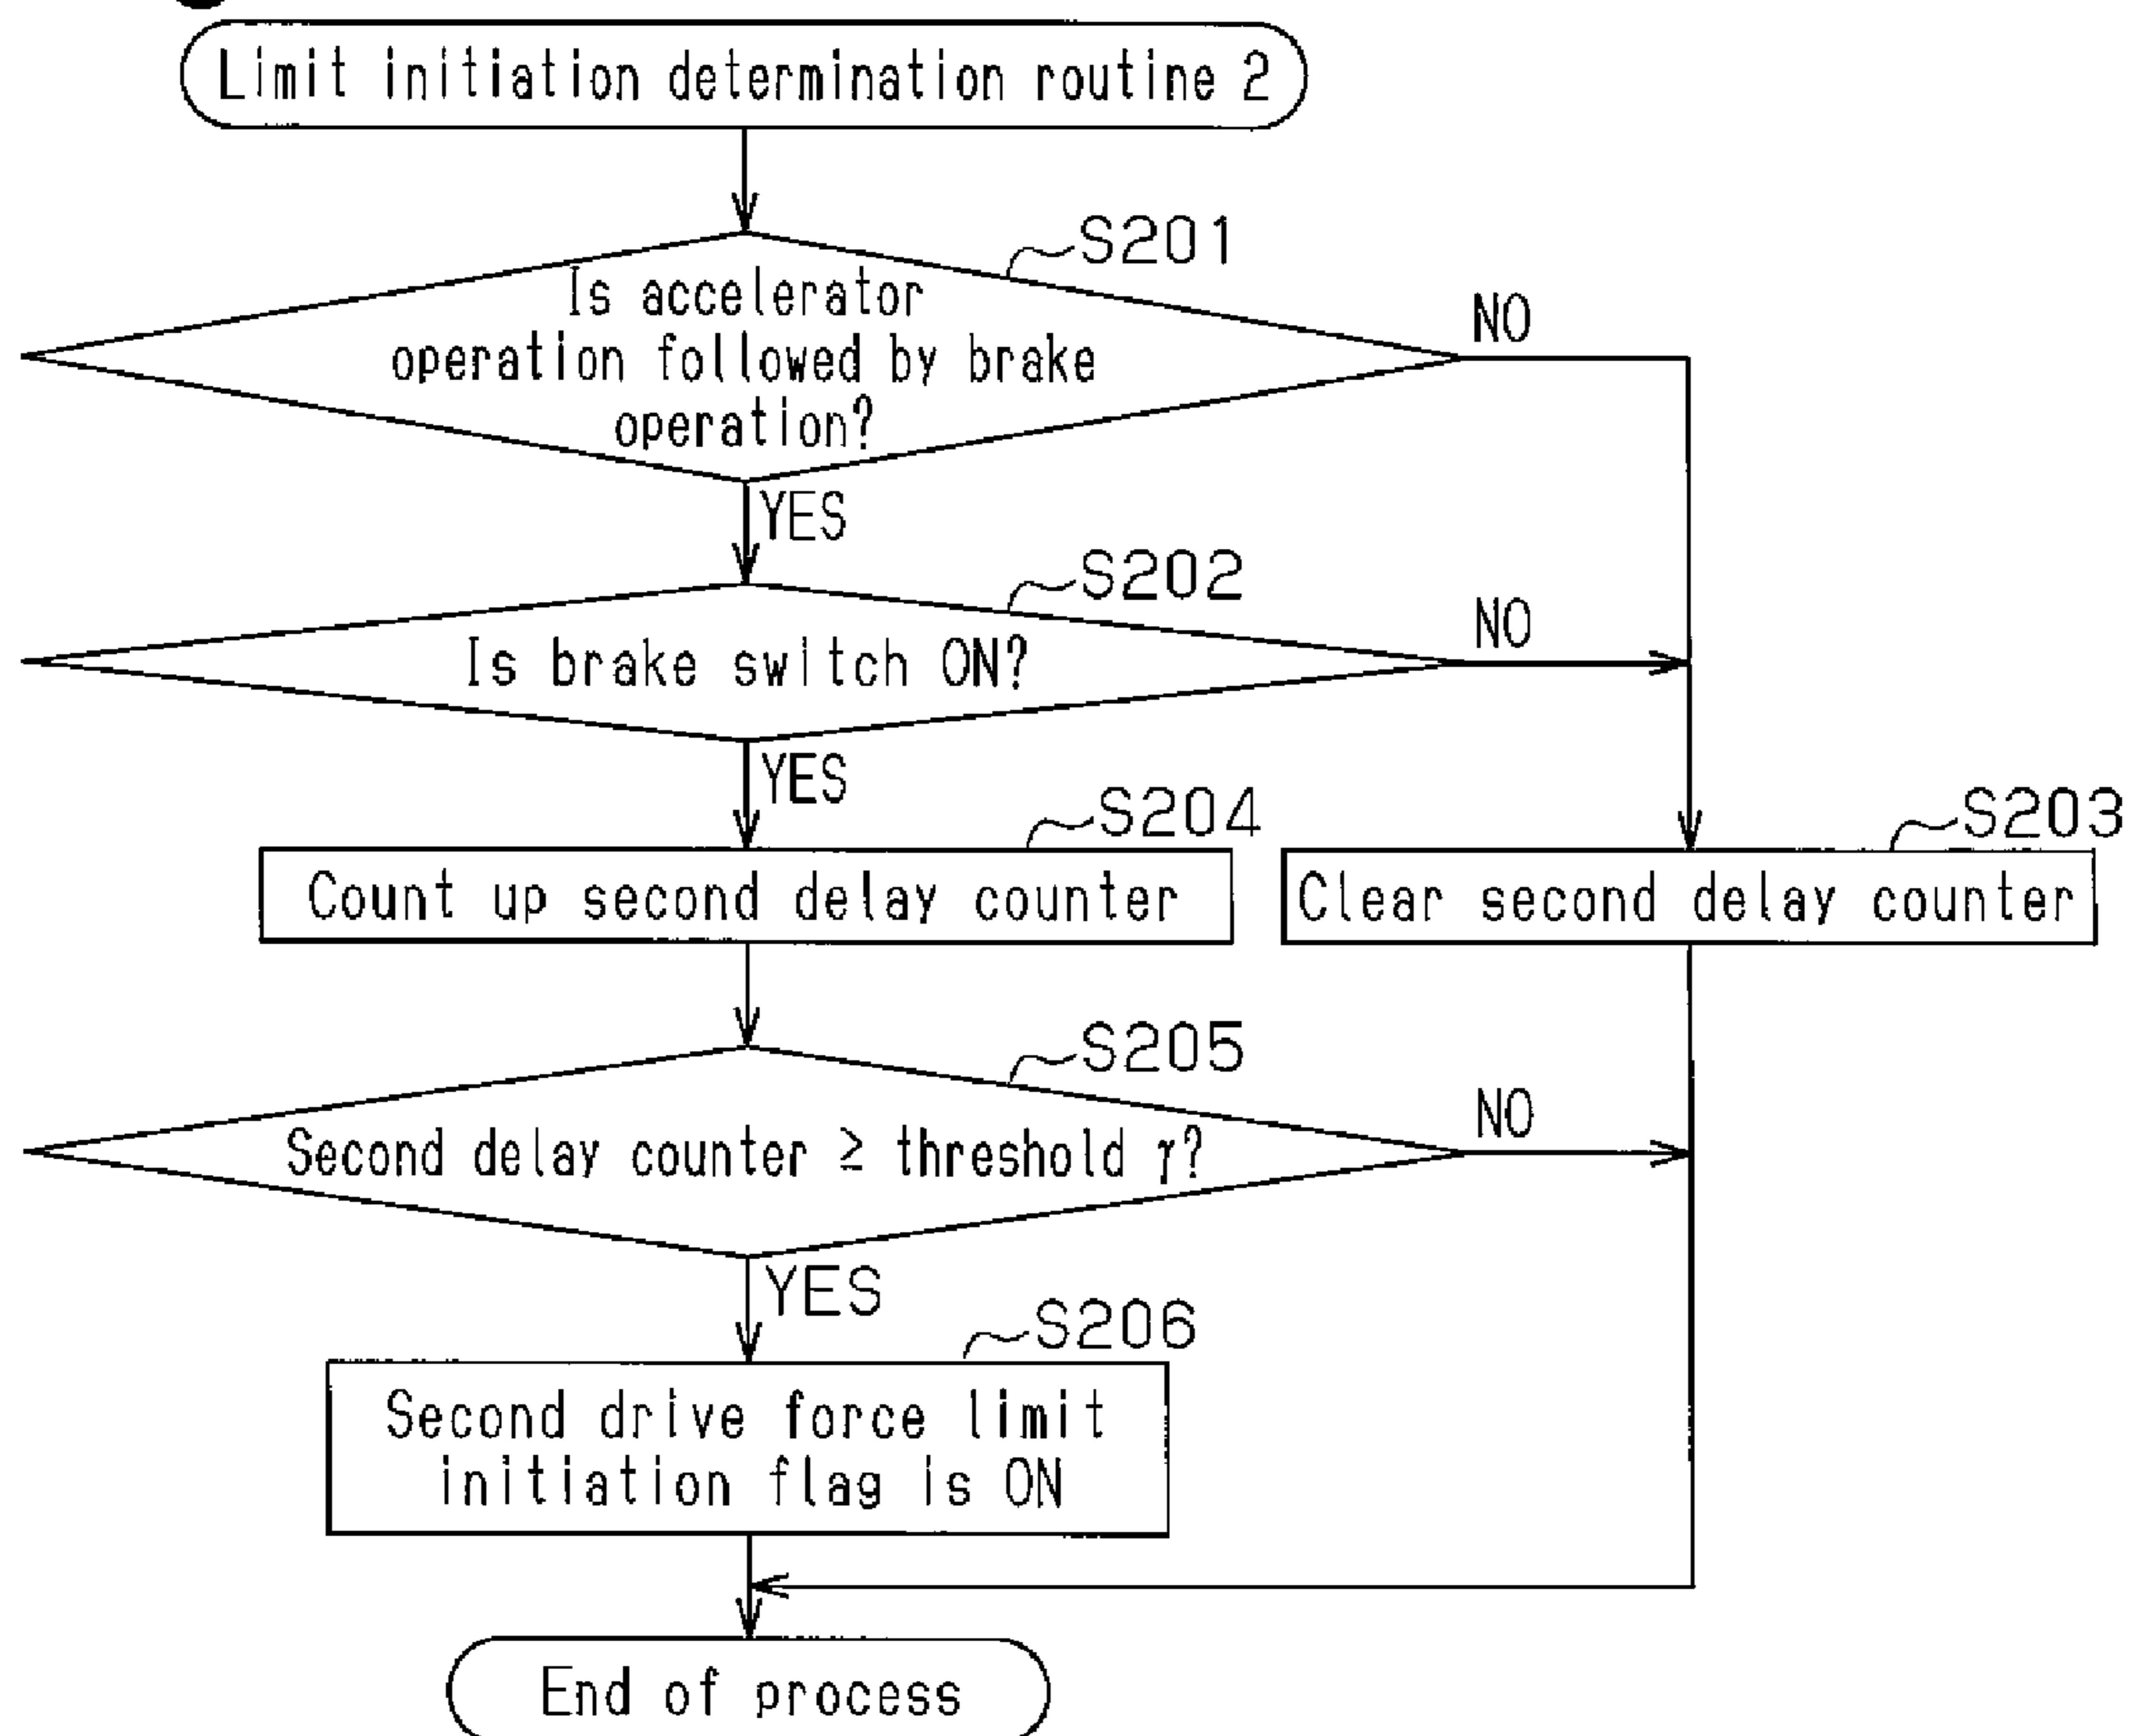 Limit initiation determination routine 2
S201
Is accelerator
operation followed by brake
operation?
NO
YES
S202
Is brake switch ON?
NO
YES
S204
Count up second delay counter
S203
Clear second delay counter
S205
Second delay counter ≥ threshold γ?
NO
YES
S206
Second drive force limit
initiation flag is ON
End of process